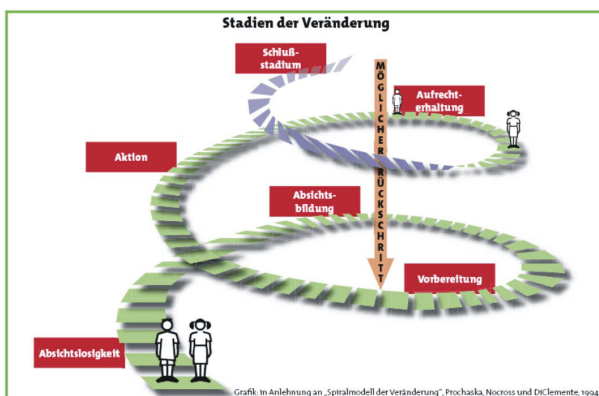 Stadien der Veränderung
Schluß-
stadium
MÖGLICHER RÜCKSCHRITT
Aufrecht-
erhaltung
Aktion
Absichts-
bildung
Vorbereitung
Absichtslosigkeit
Grafik: in Anlehnung an „Spiralmodell der Veränderung", Prochaska, Nocross und DiClemente, 1994